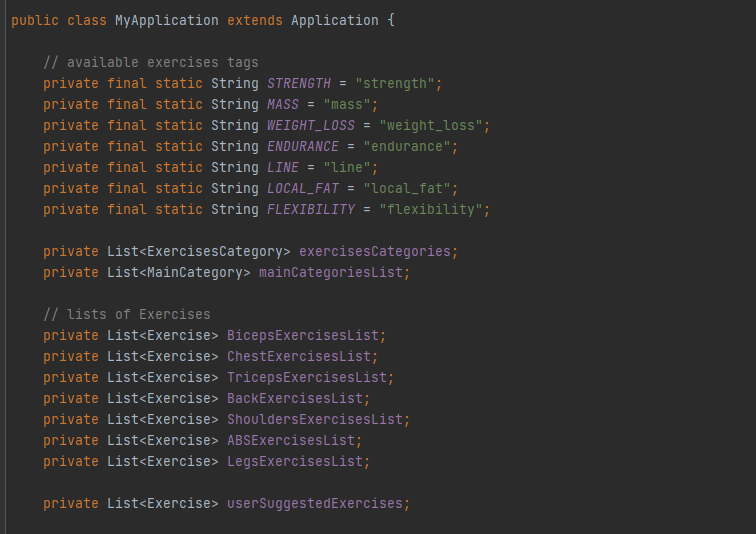 public class MyApplication extends Application {
// available exercises tags
private final static String STRENGTH = "strength";
private final static String MASS = "mass";
private final static String WEIGHT_LOSS = "weight_loss";
private final static String ENDURANCE = "endurance";
private final static String LINE = "line";
private final static String LOCAL_FAT = "local_fat";
private final static String FLEXIBILITY = "flexibility";
private List<ExercisesCategory> exercisesCategories;
private List<MainCategory> mainCategoriesList;
// lists of Exercises
private List<Exercise> BicepsExercisesList;
private List<Exercise> ChestExercisesList;
private List<Exercise> TricepsExercisesList;
private List<Exercise> BackExercisesList;
private List<Exercise> ShouldersExercisesList;
private List<Exercise> ABSExercisesList;
private List<Exercise> LegsExercisesList;
private List<Exercise> userSuggestedExercises;